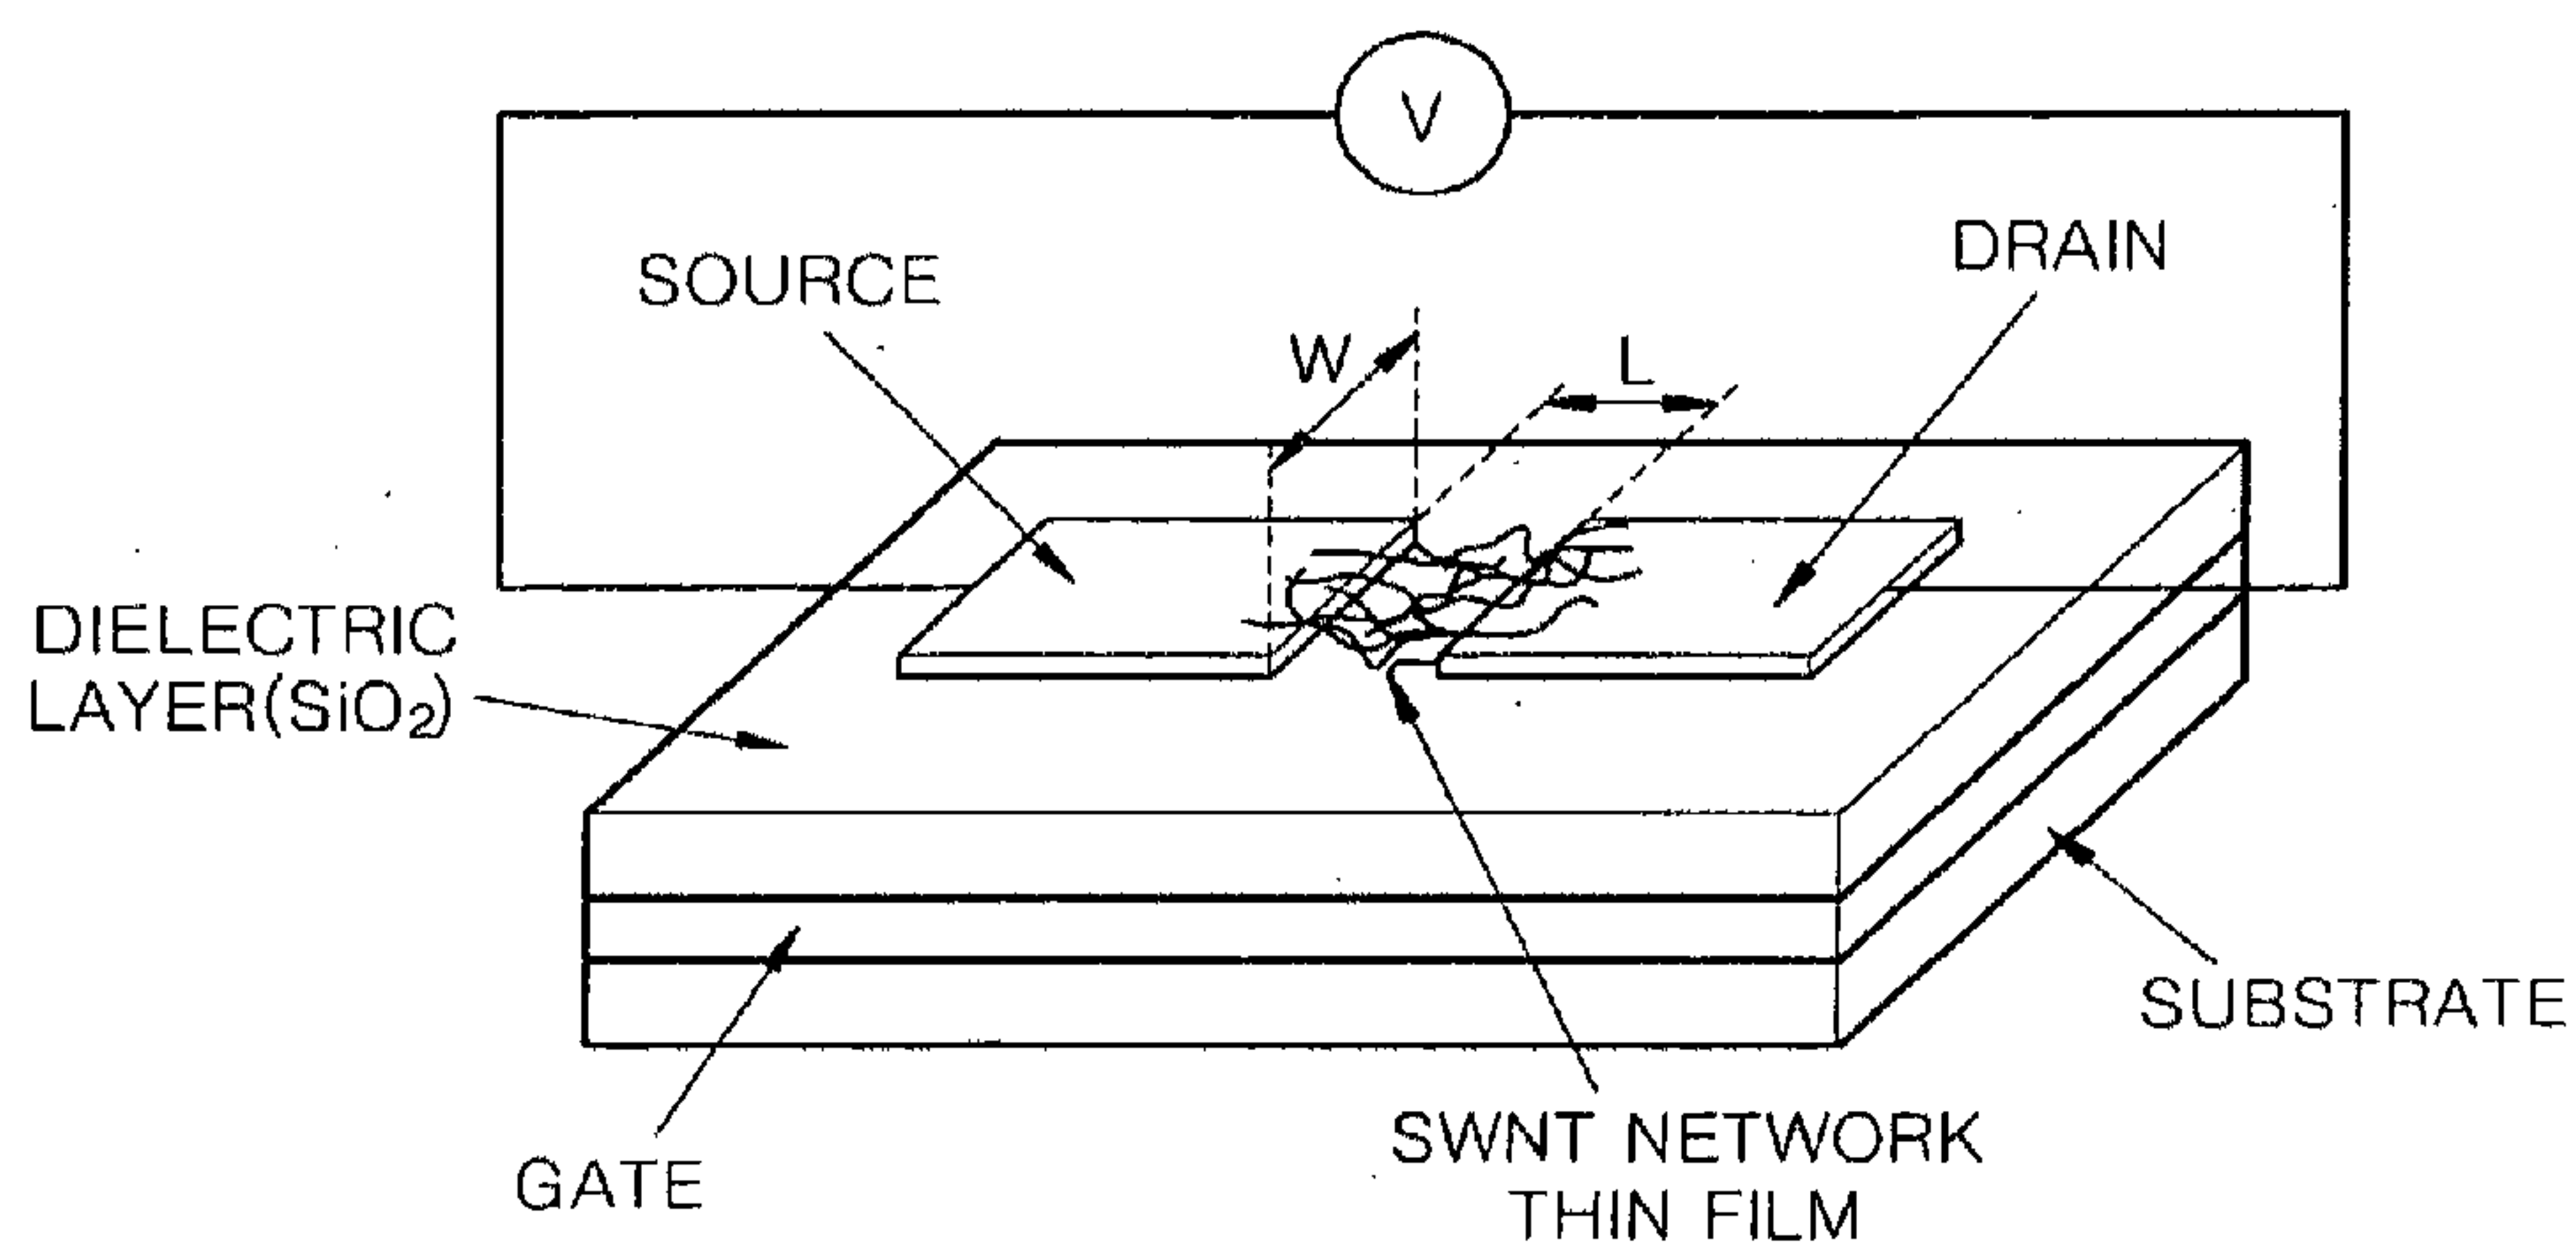 V
SOURCE
DRAIN
W
L
DIELECTRIC
LAYER(SiO₂)
SUBSTRATE
GATE
SWNT NETWORK
THIN FILM